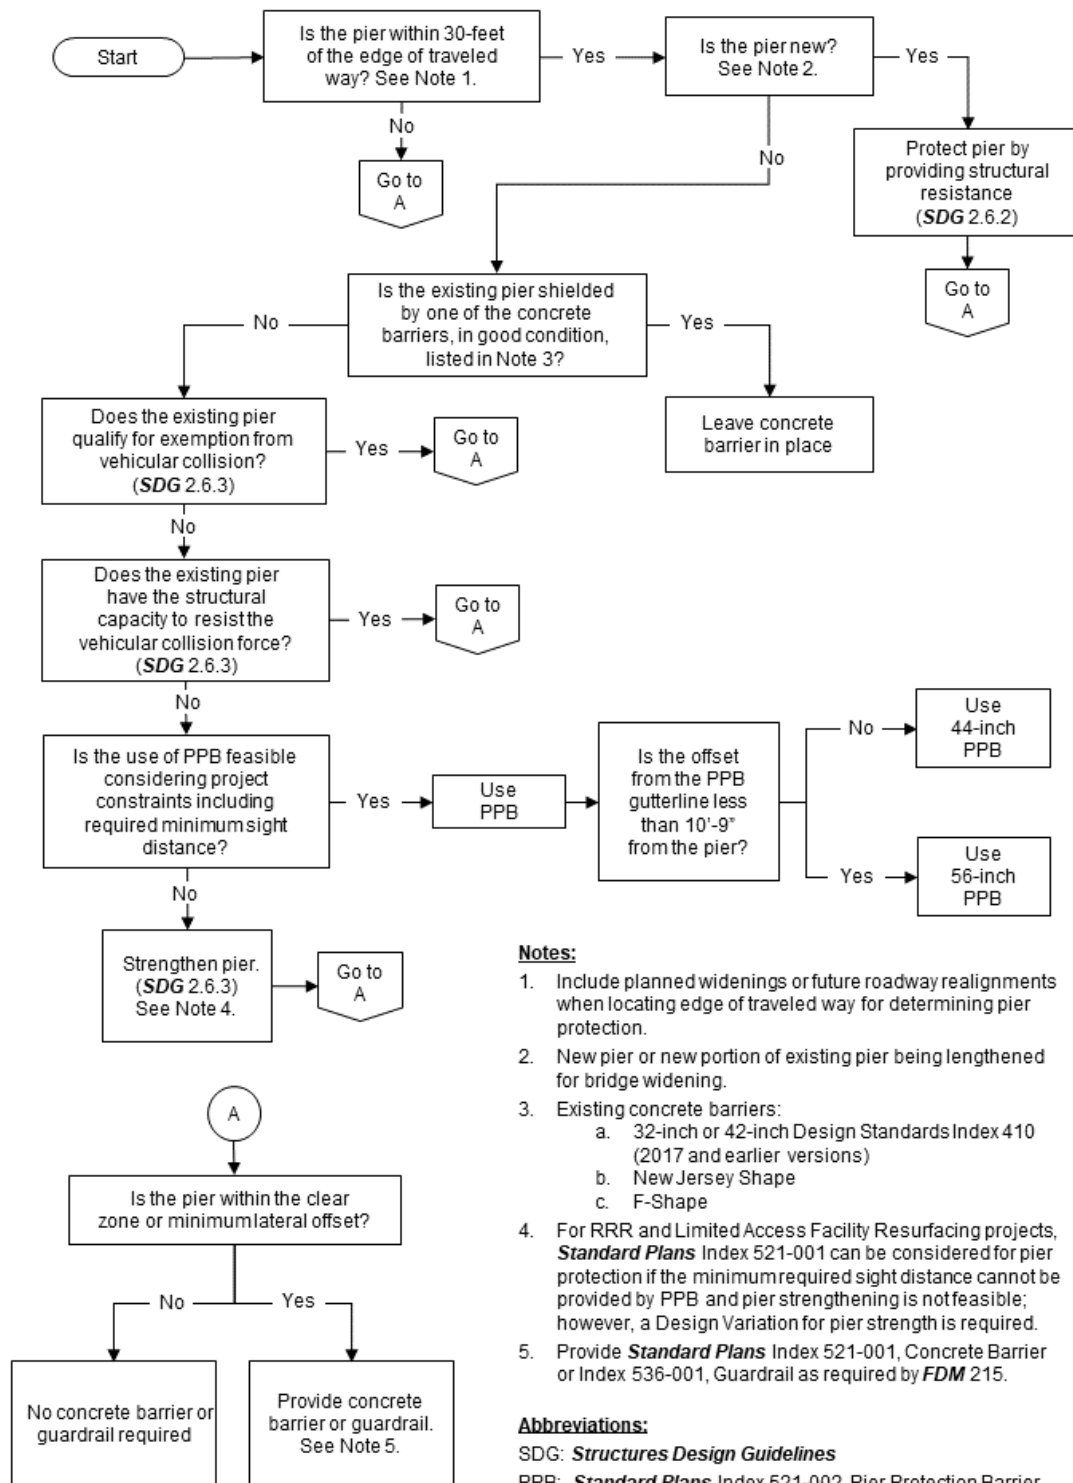 Start
Is the pier within 30-feet
of the edge of traveled
way? See Note 1.
Yes
Is the pier new?
See Note 2.
Yes
No
Go to
A
No
Protect pier by
providing structural
resistance
(SDG 2.6.2)
Go to
A
Is the existing pier shielded
by one of the concrete
barriers, in good condition,
listed in Note 3?
No
Yes
Leave concrete
barrier in place
Does the existing pier
qualify for exemption from
vehicular collision?
(SDG 2.6.3)
Yes
Go to
A
No
Does the existing pier
have the structural
capacity to resist the
vehicular collision force?
(SDG 2.6.3)
Yes
Go to
A
No
Is the use of PPB feasible
considering project
constraints including
required minimum sight
distance?
Yes
Use
PPB
Is the offset
from the PPB
gutterline less
than 10'-9"
from the pier?
No
Use
44-inch
PPB
Yes
Use
56-inch
PPB
No
Strengthen pier.
(SDG 2.6.3)
See Note 4.
Go to
A
A
Is the pier within the clear
zone or minimum lateral offset?
No
Yes
No concrete barrier or
guardrail required
Provide concrete
barrier or guardrail.
See Note 5.
Notes:
1. Include planned widenings or future roadway realignments
when locating edge of traveled way for determining pier
protection.
2. New pier or new portion of existing pier being lengthened
for bridge widening.
3. Existing concrete barriers:
a. 32-inch or 42-inch Design Standards Index 410
(2017 and earlier versions)
b. New Jersey Shape
c. F-Shape
4. For RRR and Limited Access Facility Resurfacing projects,
Standard Plans Index 521-001 can be considered for pier
protection if the minimum required sight distance cannot be
provided by PPB and pier strengthening is not feasible;
however, a Design Variation for pier strength is required.
5. Provide Standard Plans Index 521-001, Concrete Barrier
or Index 536-001, Guardrail as required by FDM 215.
Abbreviations:
SDG: Structures Design Guidelines
PPB: Standard Plans Index 521-002, Pier Protection Barrier